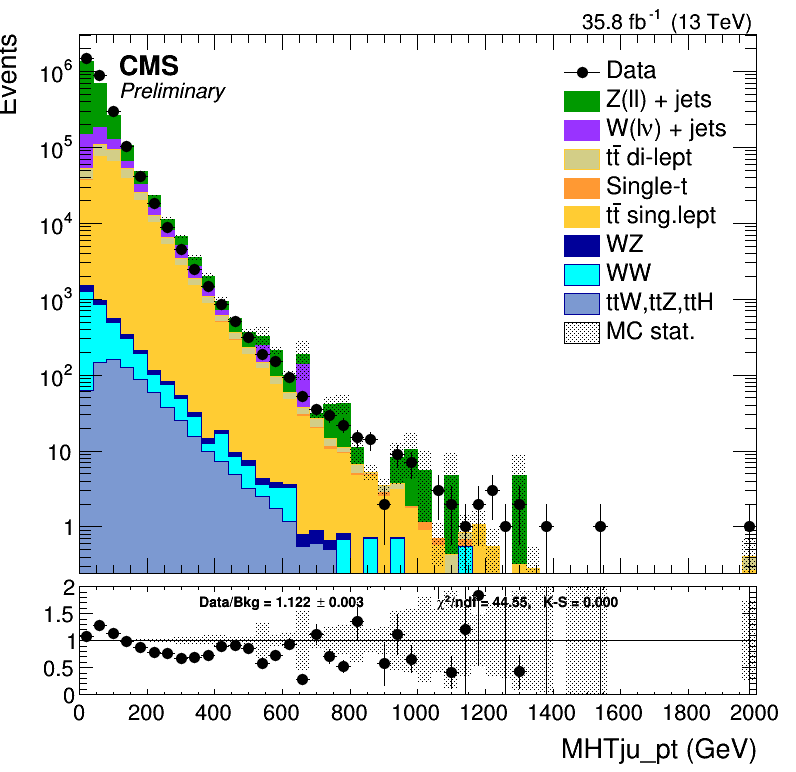 35.8 fb⁻¹ (13 TeV)
Events
CMS
Preliminary
Data
Z(ll) + jets
W(lν) + jets
tt̄ di-lept
Single-t
tt̄ sing.lept
WZ
WW
ttW,ttZ,ttH
MC stat.
10⁶
10⁵
10⁴
10³
10²
10
1
Data/Bkg = 1.122 ± 0.003 χ²/ndf = 44.55, K-S = 0.000
2
1.5
1
0.5
0
0 200 400 600 800 1000 1200 1400 1600 1800 2000
MHTju_pt (GeV)